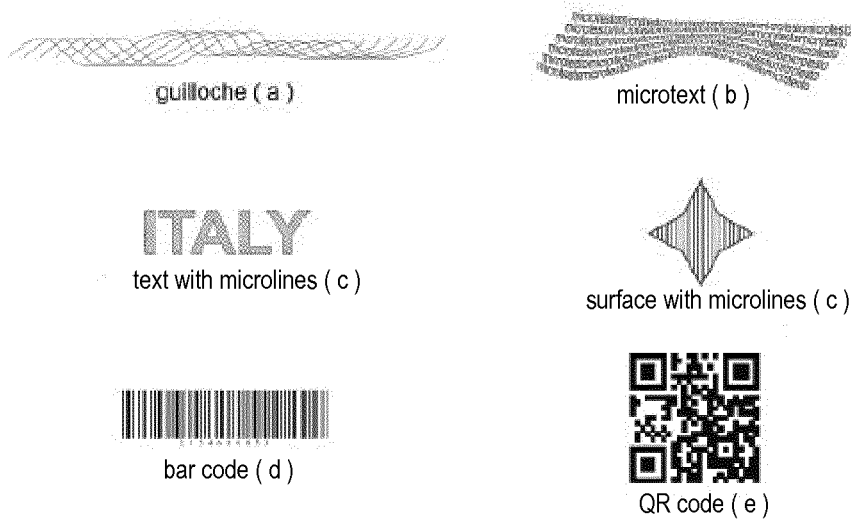 guilloche ( a )
microtext ( b )
ITALY
text with microlines ( c )
surface with microlines ( c )
bar code ( d )
QR code ( e )